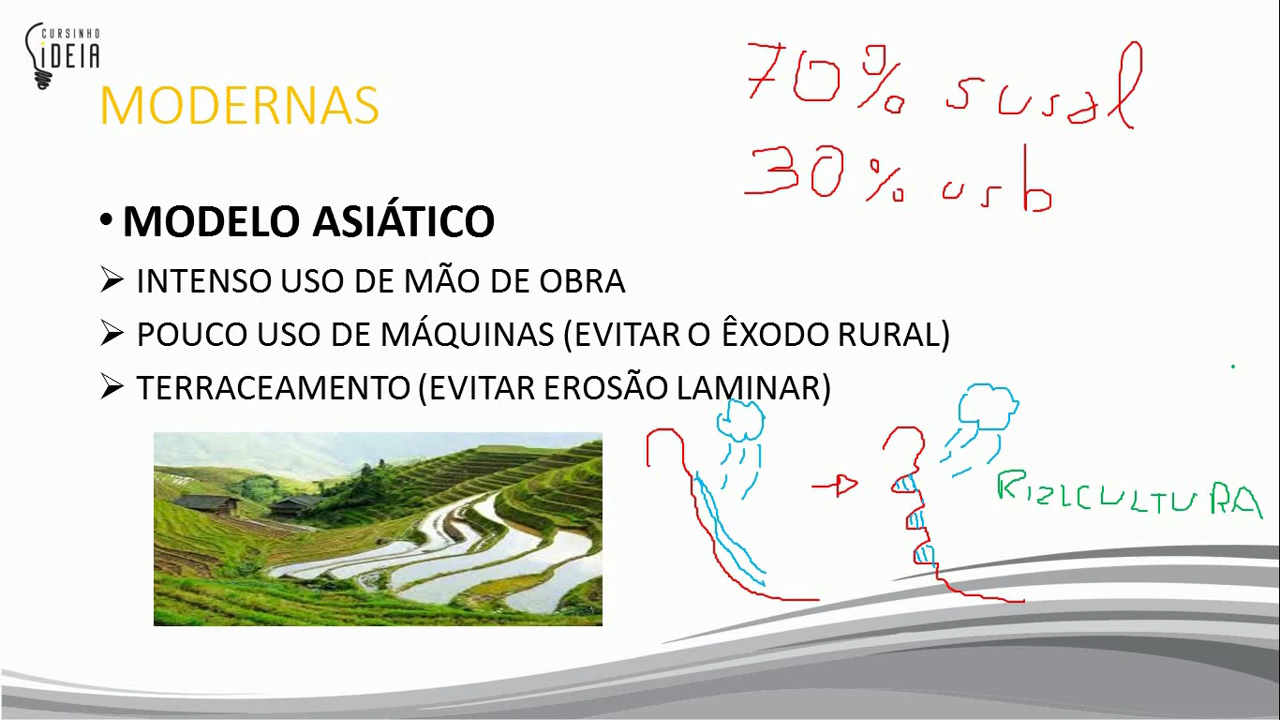 CURSINHO
iDEIA
MODERNAS
70% rural
30% urb
• MODELO ASIÁTICO
➢ INTENSO USO DE MÃO DE OBRA
➢ POUCO USO DE MÁQUINAS (EVITAR O ÊXODO RURAL)
➢ TERRACEAMENTO (EVITAR EROSÃO LAMINAR)
RIZICULTURA